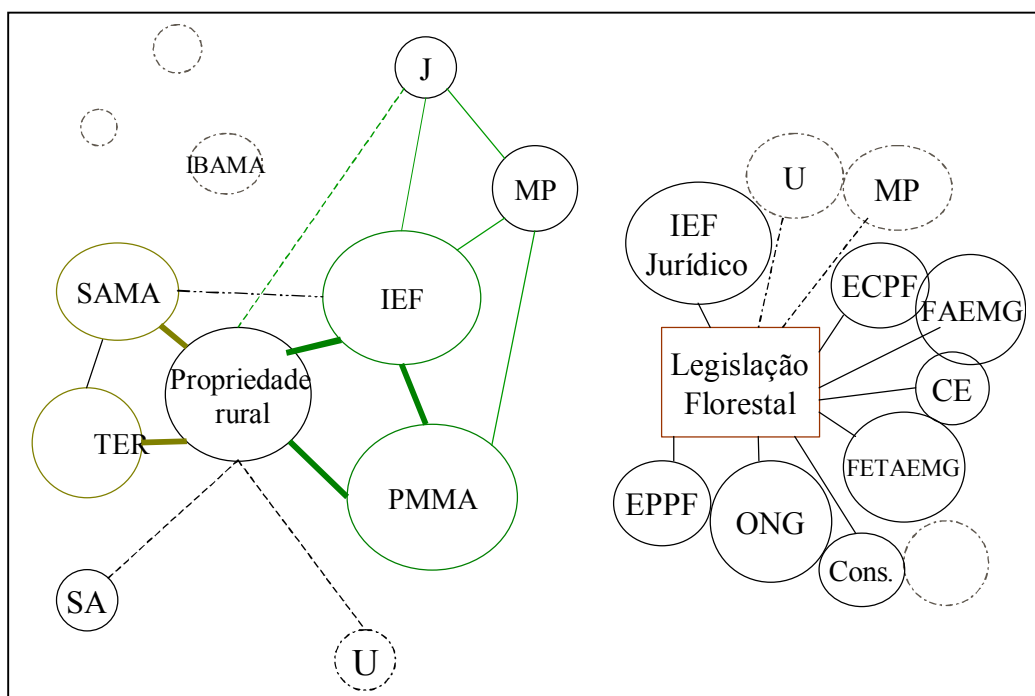 J
IBAMA
MP
SAMA
IEF
Propriedade
rural
TER
PMMA
SA
U
U
MP
IEF
Jurídico
ECPF
FAEMG
Legislação
Florestal
CE
FETAEMG
EPPF
ONG
Cons.